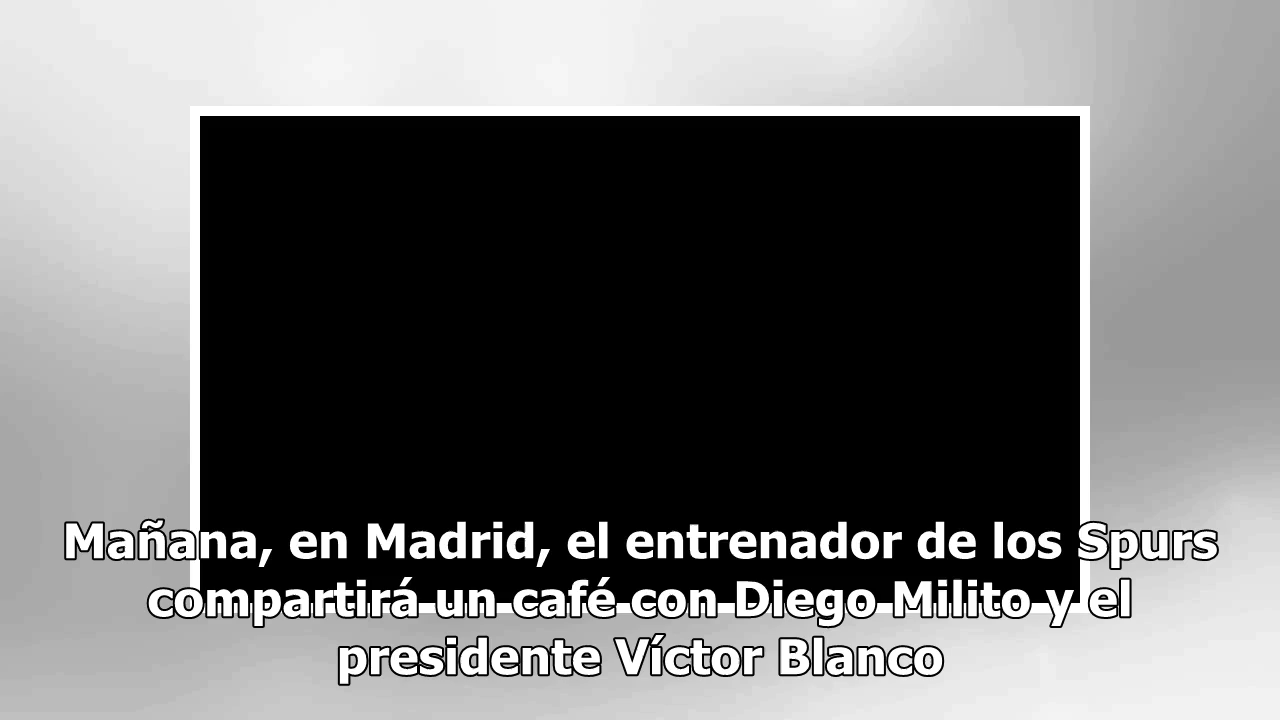 Mañana, en Madrid, el entrenador de los Spurs
compartirá un café con Diego Milito y el
presidente Víctor Blanco